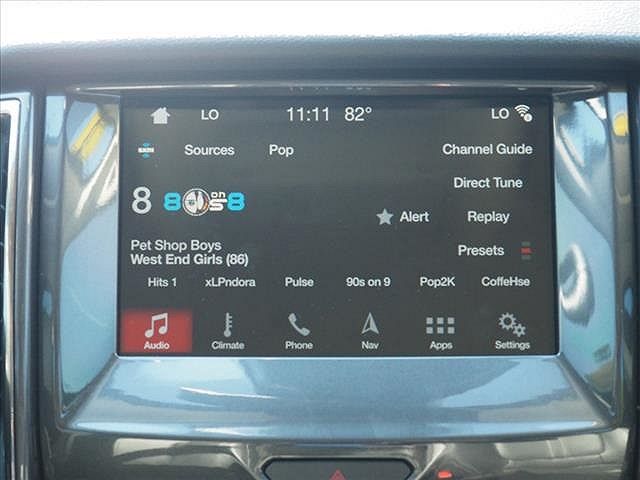 LO 11:11 82° LO
SXM Sources Pop Channel Guide
Direct Tune
8 80s on 8
Alert Replay
Pet Shop Boys
West End Girls (86)
Presets
Hits 1 xLPndora Pulse 90s on 9 Pop2K CoffeHse
Audio Climate Phone Nav Apps Settings